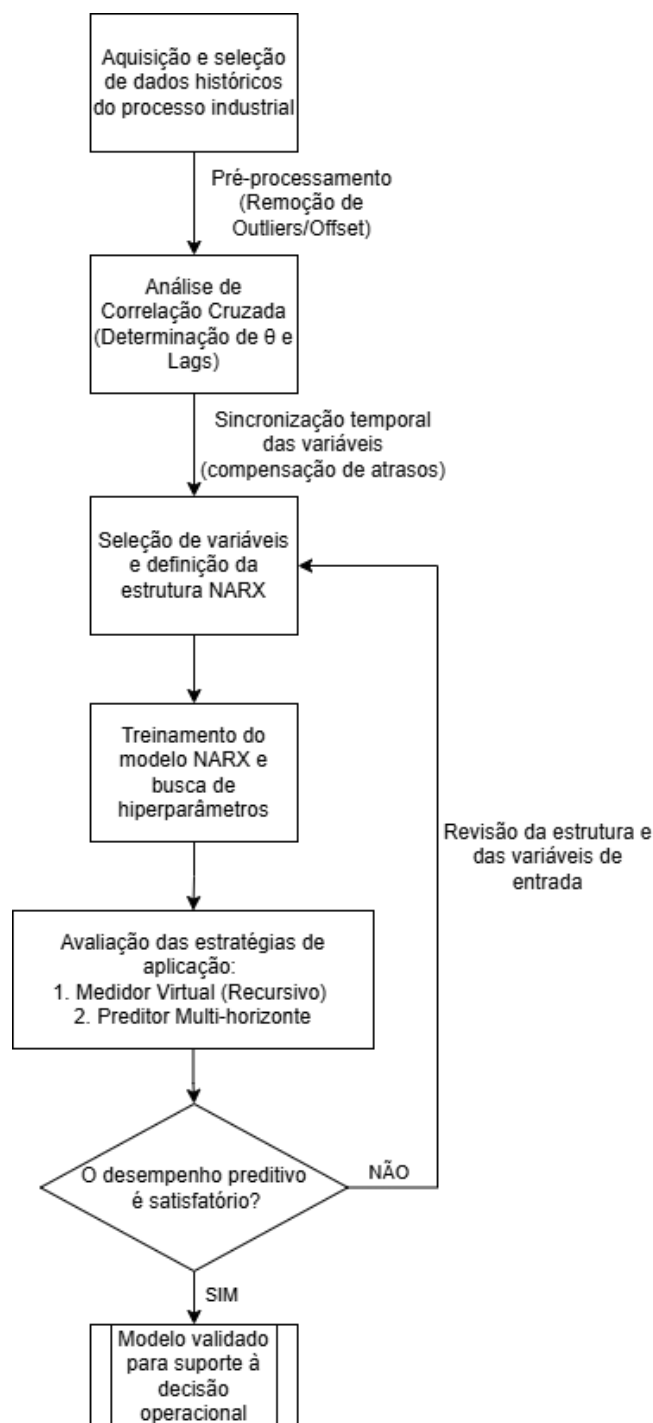 Aquisição e seleção
de dados históricos
do processo industrial
Pré-processamento
(Remoção de
Outliers/Offset)
Análise de
Correlação Cruzada
(Determinação de θ e
Lags)
Sincronização temporal
das variáveis
(compensação de atrasos)
Seleção de variáveis
e definição da
estrutura NARX
Treinamento do
modelo NARX e
busca de
hiperparâmetros
Revisão da estrutura e
das variáveis de
entrada
Avaliação das estratégias de
aplicação:
1. Medidor Virtual (Recursivo)
2. Preditor Multi-horizonte
O desempenho preditivo
é satisfatório?
NÃO
SIM
Modelo validado
para suporte à
decisão
operacional